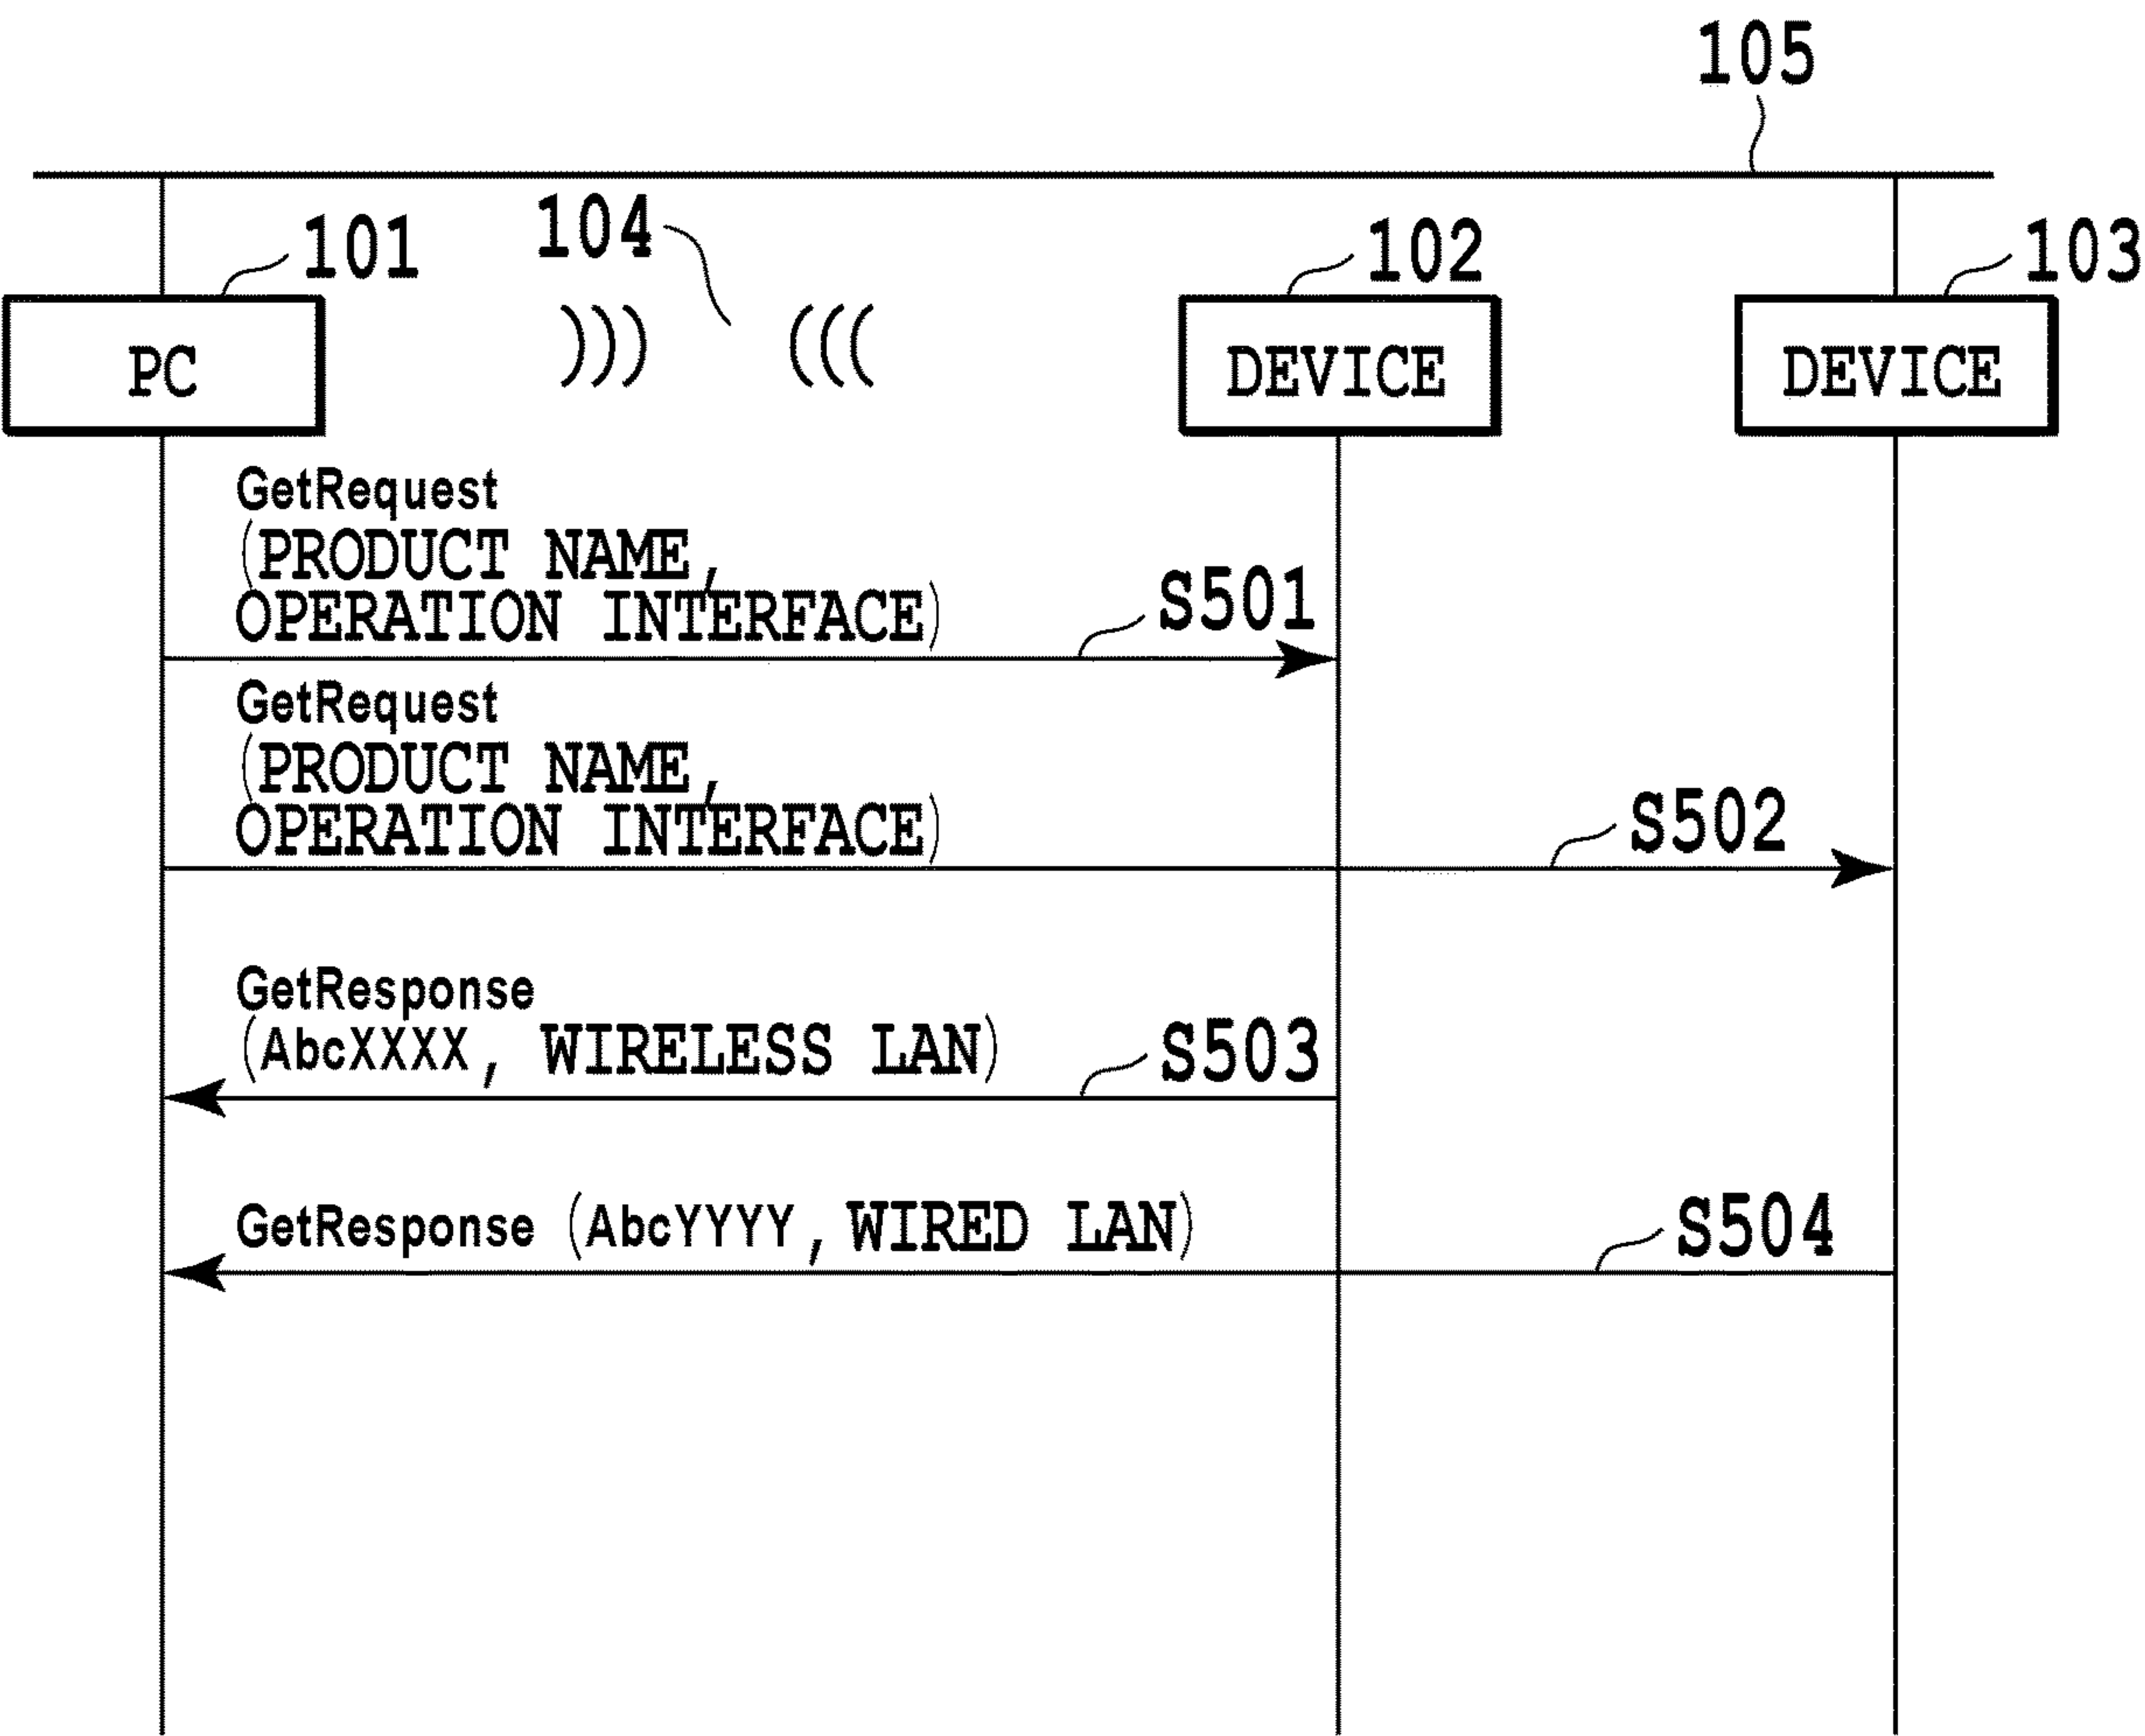 105
104
101
102
103
PC
DEVICE
DEVICE
GetRequest
(PRODUCT NAME,
OPERATION INTERFACE)
S501
GetRequest
(PRODUCT NAME,
OPERATION INTERFACE)
S502
GetResponse
(AbcXXXX, WIRELESS LAN)
S503
GetResponse (AbcYYYY, WIRED LAN)
S504